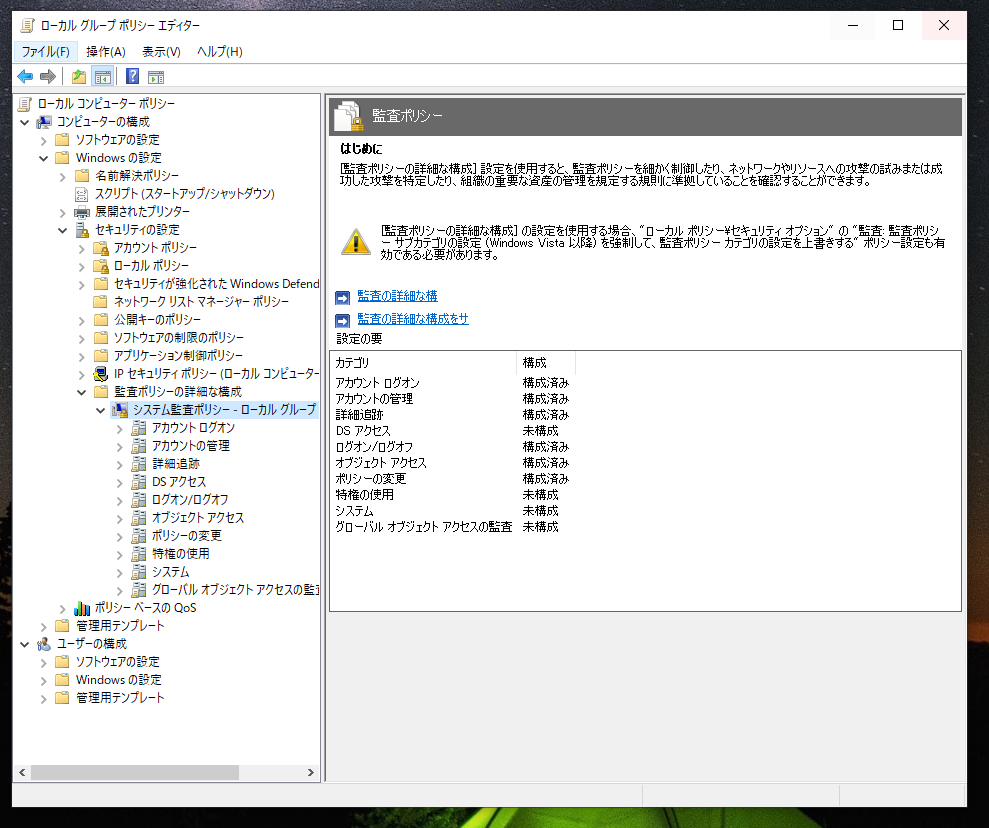 ローカル グループ ポリシー エディター
ファイル(F) 操作(A) 表示(V) ヘルプ(H)
ローカル コンピューター ポリシー
コンピューターの構成
ソフトウェアの設定
Windows の設定
名前解決ポリシー
スクリプト (スタートアップ/シャットダウン)
展開されたプリンター
セキュリティの設定
アカウント ポリシー
ローカル ポリシー
セキュリティが強化された Windows Defend
ネットワーク リスト マネージャー ポリシー
公開キーのポリシー
ソフトウェアの制限のポリシー
アプリケーション制御ポリシー
IP セキュリティ ポリシー (ローカル コンピューター
監査ポリシーの詳細な構成
システム監査ポリシー - ローカル グループ
アカウント ログオン
アカウントの管理
詳細追跡
DS アクセス
ログオン/ログオフ
オブジェクト アクセス
ポリシーの変更
特権の使用
システム
グローバル オブジェクト アクセスの監査
ポリシー ベースの QoS
管理用テンプレート
ユーザーの構成
ソフトウェアの設定
Windows の設定
管理用テンプレート
監査ポリシー
はじめに
[監査ポリシーの詳細な構成] 設定を使用すると、監査ポリシーを細かく制御したり、ネットワークやリソースへの攻撃の試みまたは成
功した攻撃を特定したり、組織の重要な資産の管理を規定する規則に準拠していることを確認することができます。
[監査ポリシーの詳細な構成] の設定を使用する場合、"ローカル ポリシー¥セキュリティ オプション" の "監査: 監査ポリシ
ー サブカテゴリの設定 (Windows Vista 以降) を強制して、監査ポリシー カテゴリの設定を上書きする" ポリシー設定も有
効である必要があります。
監査の詳細な構
監査の詳細な構成をサ
設定の要
カテゴリ 構成
アカウント ログオン 構成済み
アカウントの管理 構成済み
詳細追跡 構成済み
DS アクセス 未構成
ログオン/ログオフ 構成済み
オブジェクト アクセス 構成済み
ポリシーの変更 構成済み
特権の使用 未構成
システム 未構成
グローバル オブジェクト アクセスの監査 未構成